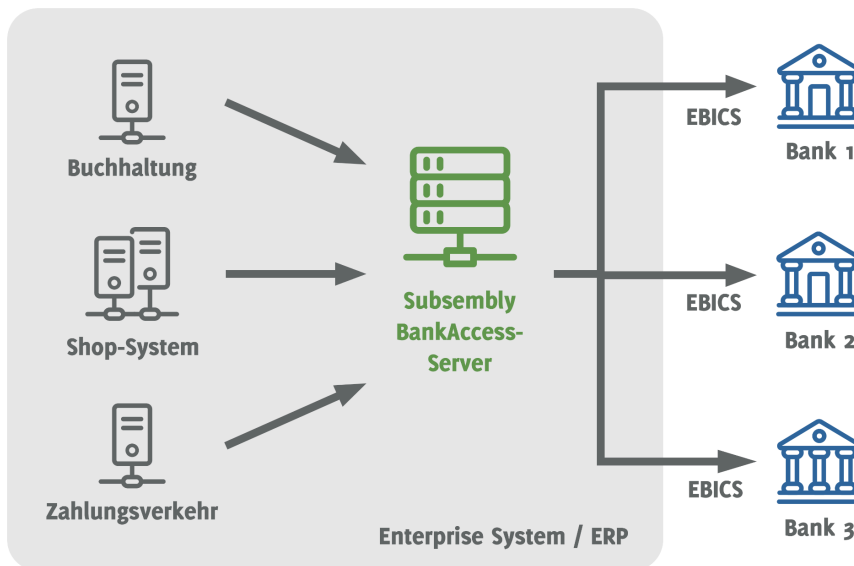 Buchhaltung
Shop-System
Zahlungsverkehr
Subsembly
BankAccess-
Server
Enterprise System / ERP
EBICS
Bank 1
EBICS
Bank 2
EBICS
Bank 3